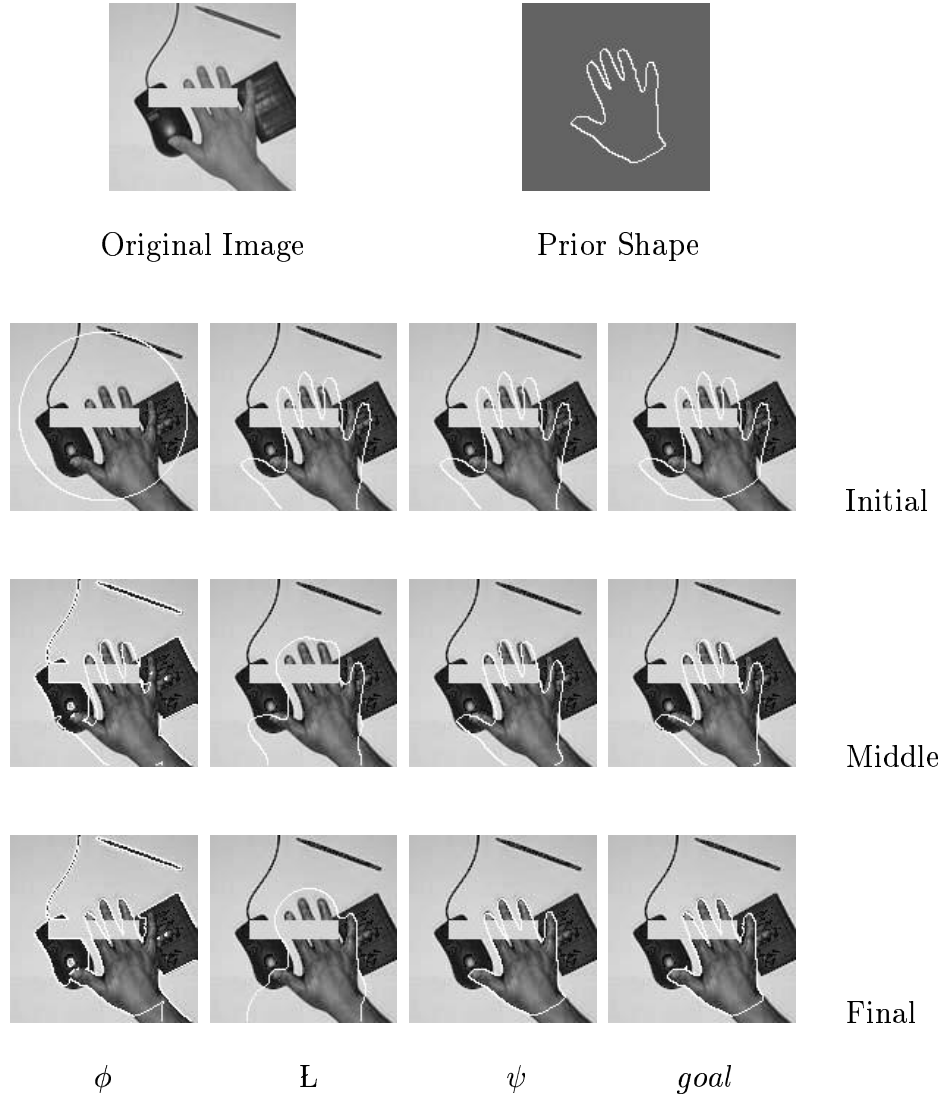 Original Image Prior Shape
Initial
Middle
Final
ϕ Ł ψ goal